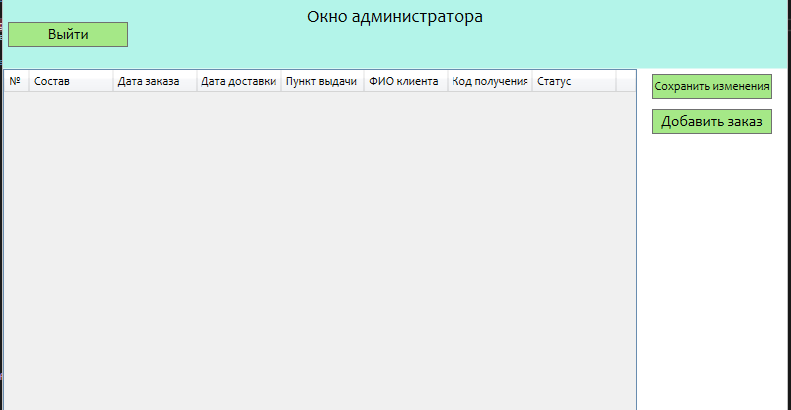 Окно администратора
Выйти
№ Состав Дата заказа Дата доставки Пункт выдачи ФИО клиента Код получения Статус
Сохранить изменения
Добавить заказ